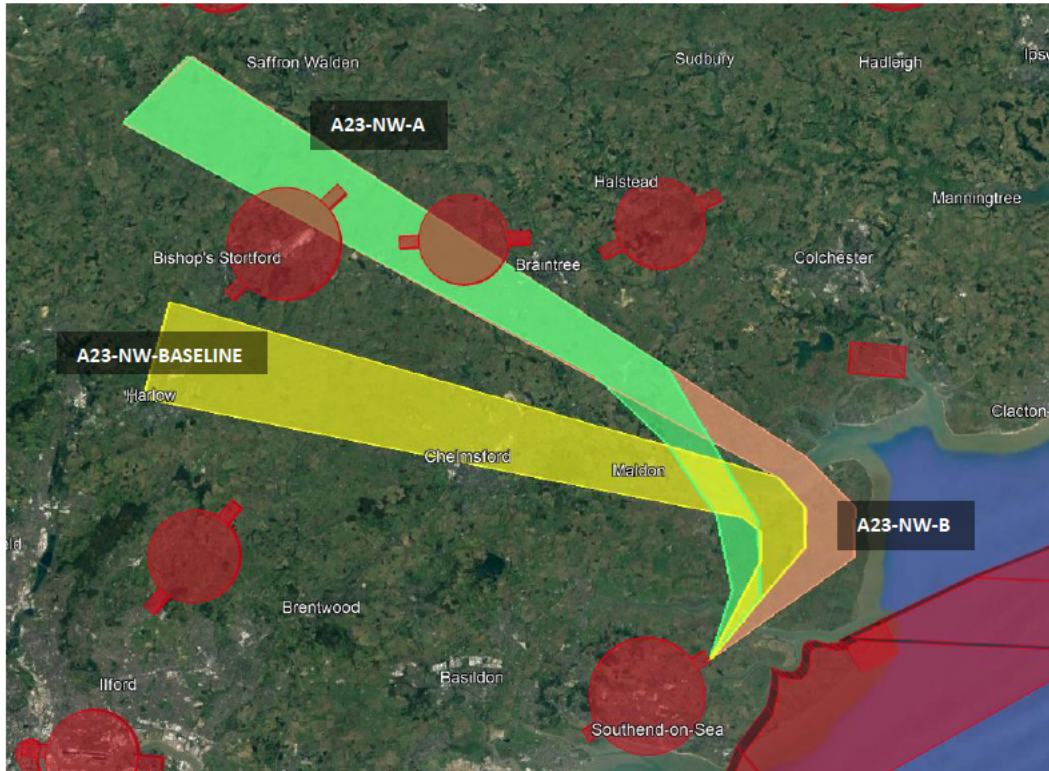 Saffron Walden
Sudbury
Hadleigh
Ips
A23-NW-A
Halstead
Manningtree
Bishop's Stortford
Braintree
Colchester
A23-NW-BASELINE
Harlow
Clacton-
Chelmsford
Maldon
A23-NW-B
eld
Brentwood
Ilford
Basildon
Southend-on-Sea